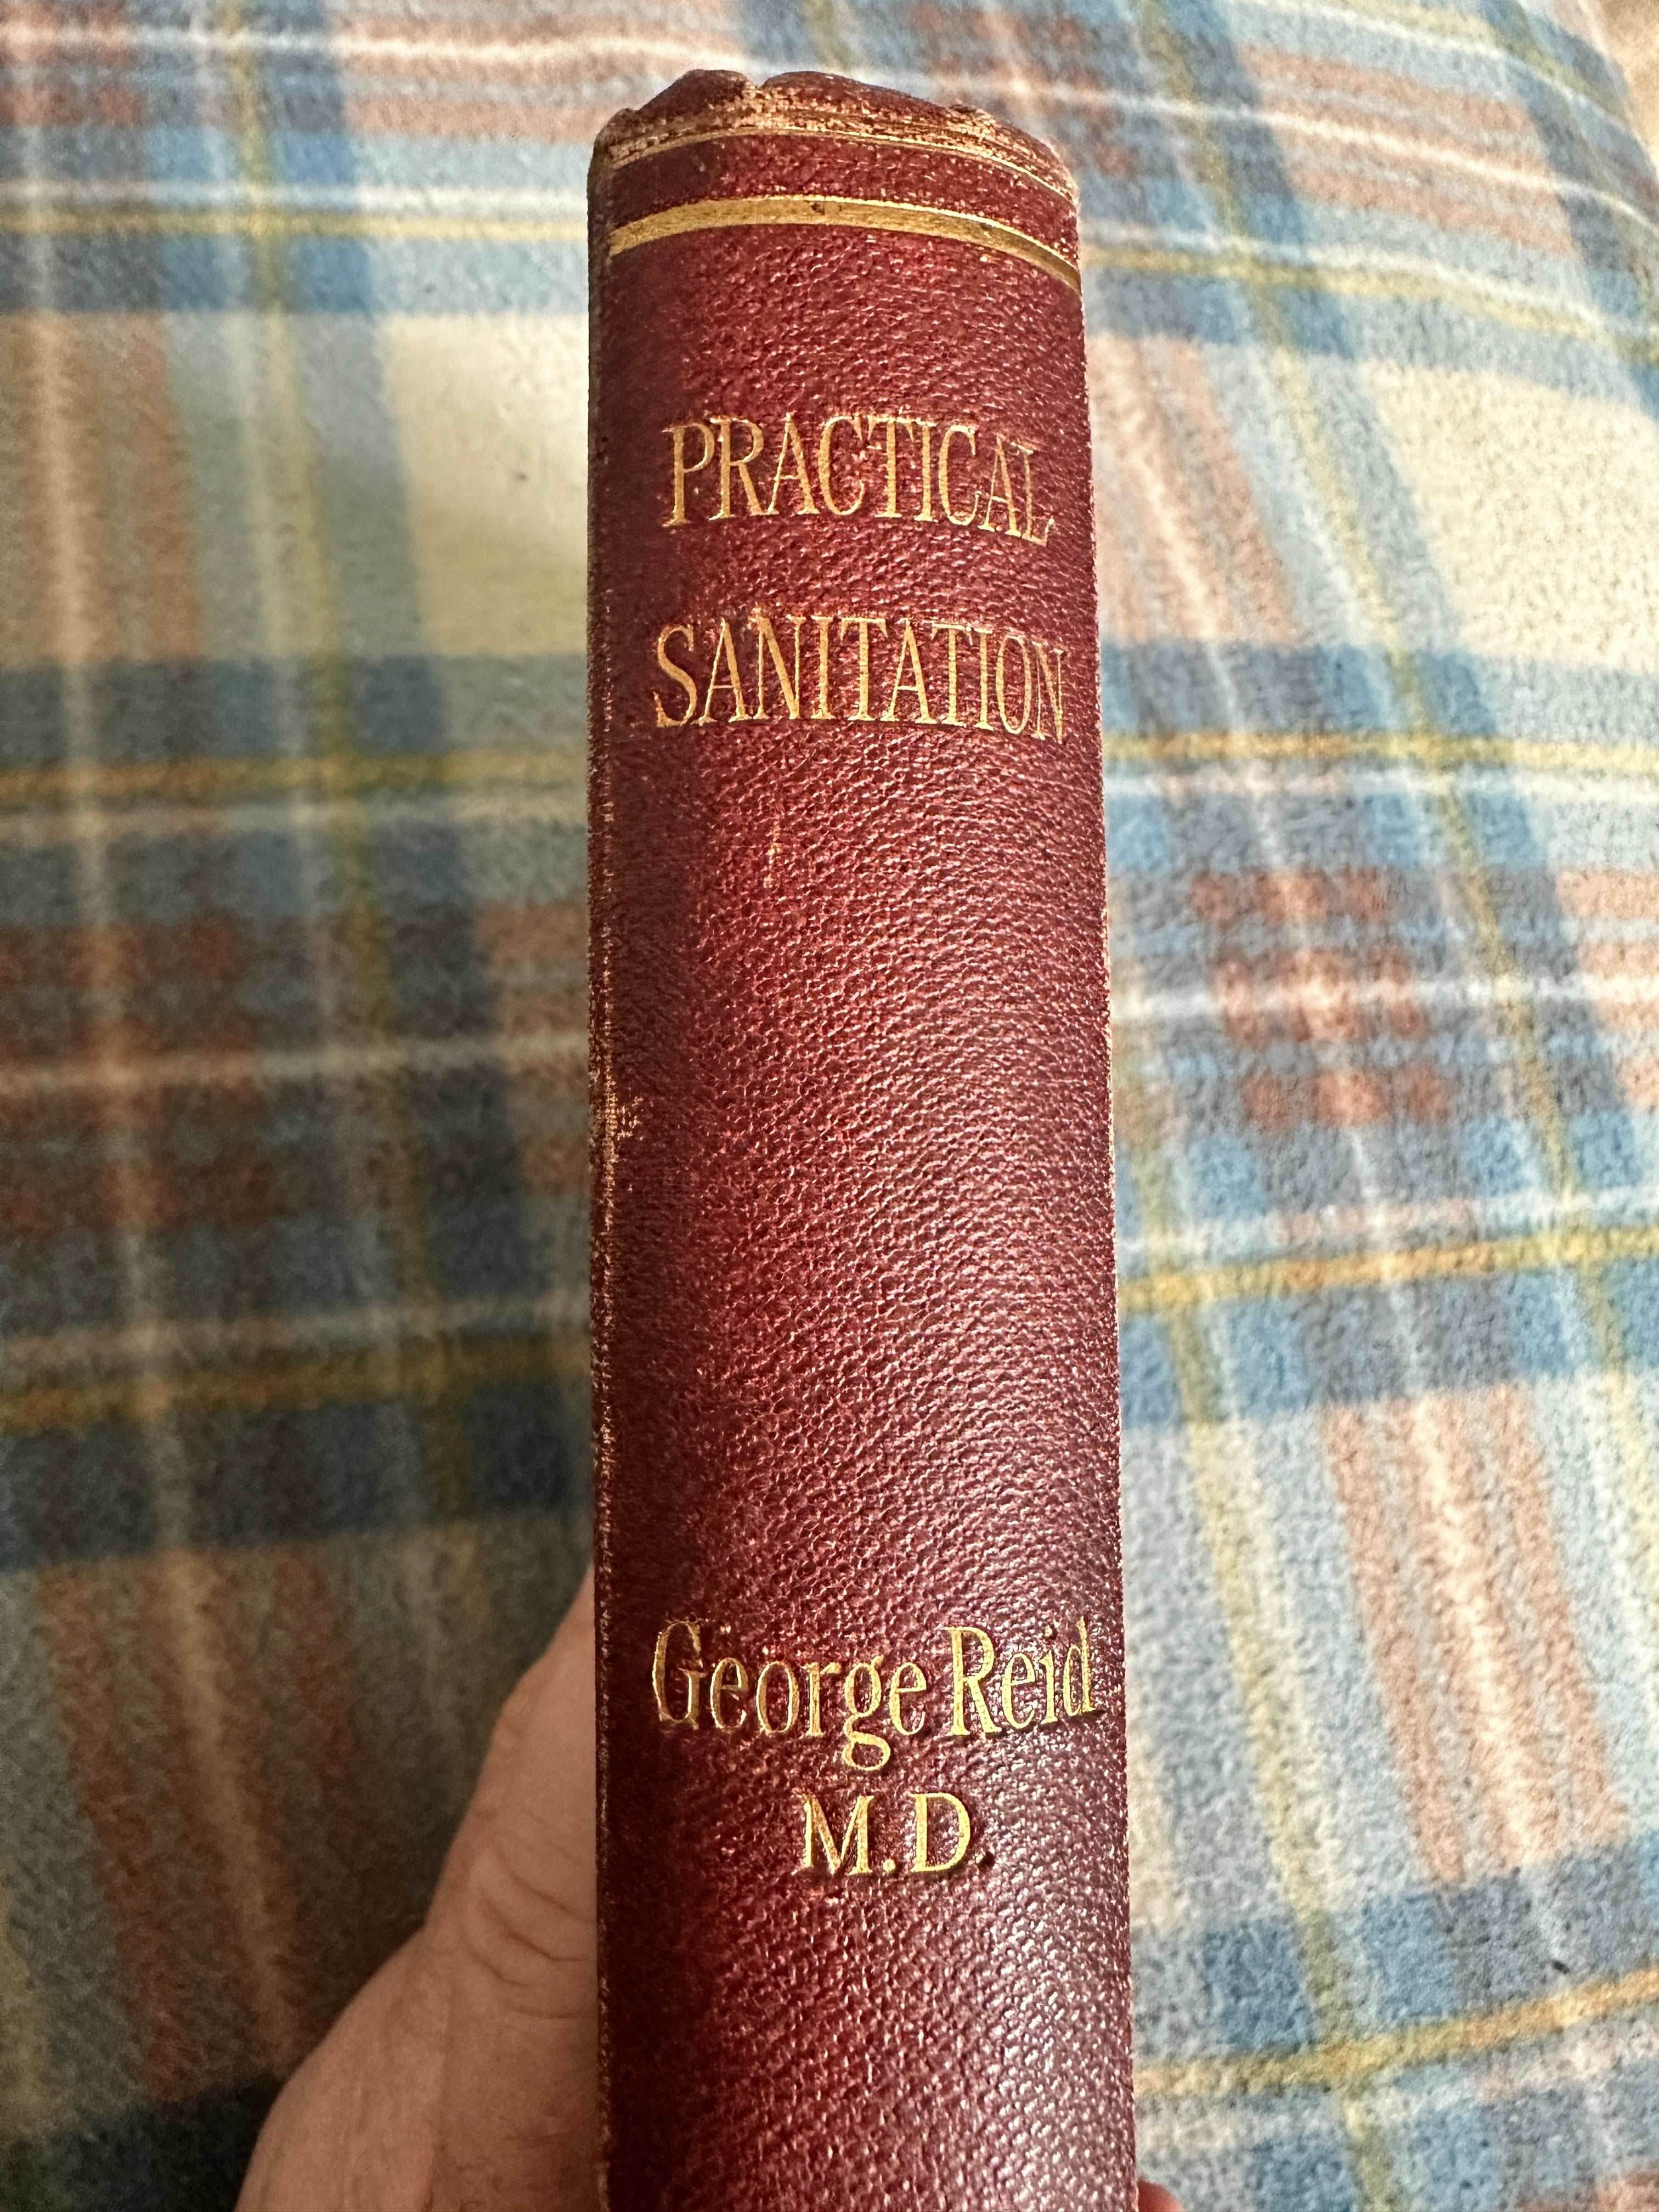 PRACTICAL
SANITATION
George Reid
M.D.